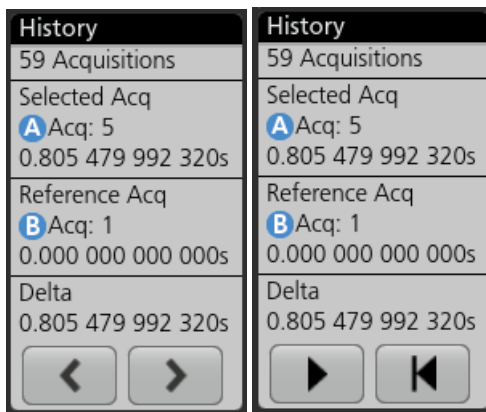 History
59 Acquisitions
Selected Acq
A Acq: 5
0.805 479 992 320s
Reference Acq
B Acq: 1
0.000 000 000 000s
Delta
0.805 479 992 320s
History
59 Acquisitions
Selected Acq
A Acq: 5
0.805 479 992 320s
Reference Acq
B Acq: 1
0.000 000 000 000s
Delta
0.805 479 992 320s